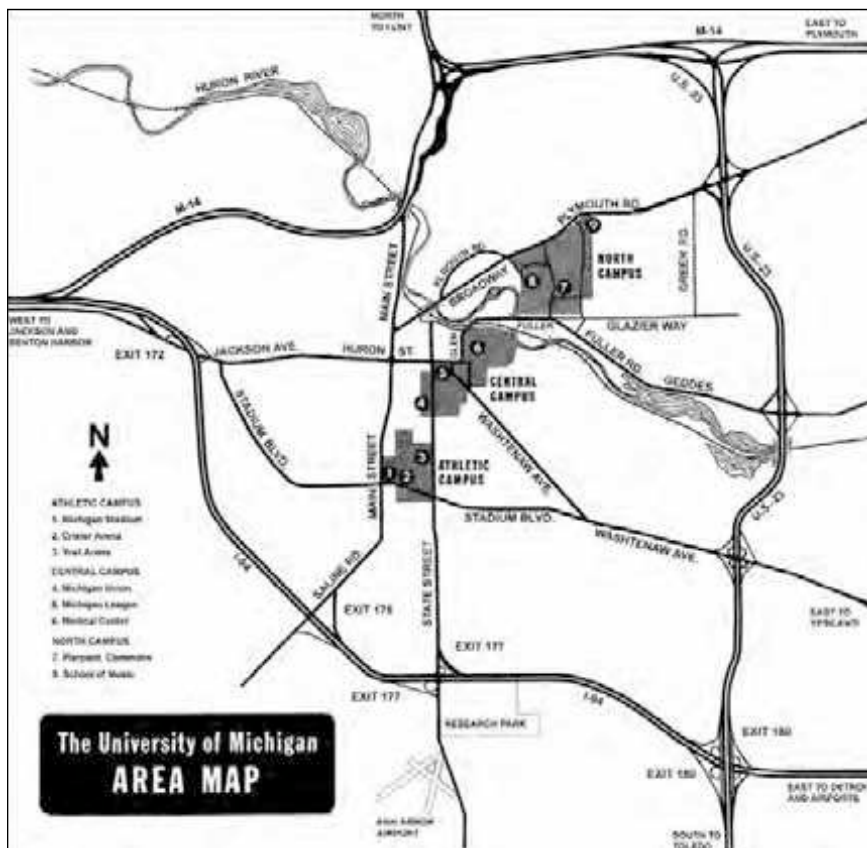 NORTH
TO FLINT
EAST TO
PLYMOUTH
M-14
U.S. 23
HURON RIVER
M-14
PLYMOUTH RD.
MAIN STREET
PLYMOUTH RD.
BROADWAY
NORTH
CAMPUS
GREEN RD.
U.S.-23
WEST TO
JACKSON AND
BENTON HARBOR
EXIT 172
JACKSON AVE.
HURON ST.
GLEN
FULLER
GLAZIER WAY
FULLER RD.
GEDDES
CENTRAL
CAMPUS
STADIUM BLVD.
WASHTENAW AVE.
N
MAIN STREET
ATHLETIC
CAMPUS
STADIUM BLVD.
WASHTENAW AVE.
U.S.-23
ATHLETIC CAMPUS
1. Michigan Stadium
2. Crisler Arena
3. Yost Arena
CENTRAL CAMPUS
4. Michigan Union
5. Michigan League
6. Medical Center
NORTH CAMPUS
7. Pierpont Commons
8. School of Music
I-94
SALINE RD.
STATE STREET
EAST TO
YPSILANTI
EXIT 175
EXIT 177
EXIT 177
I-94
RESEARCH PARK
EXIT 180
EXIT 180
The University of Michigan
AREA MAP
EAST TO DETROIT
AND AIRPORTS
ANN ARBOR
AIRPORT
SOUTH TO
TOLEDO